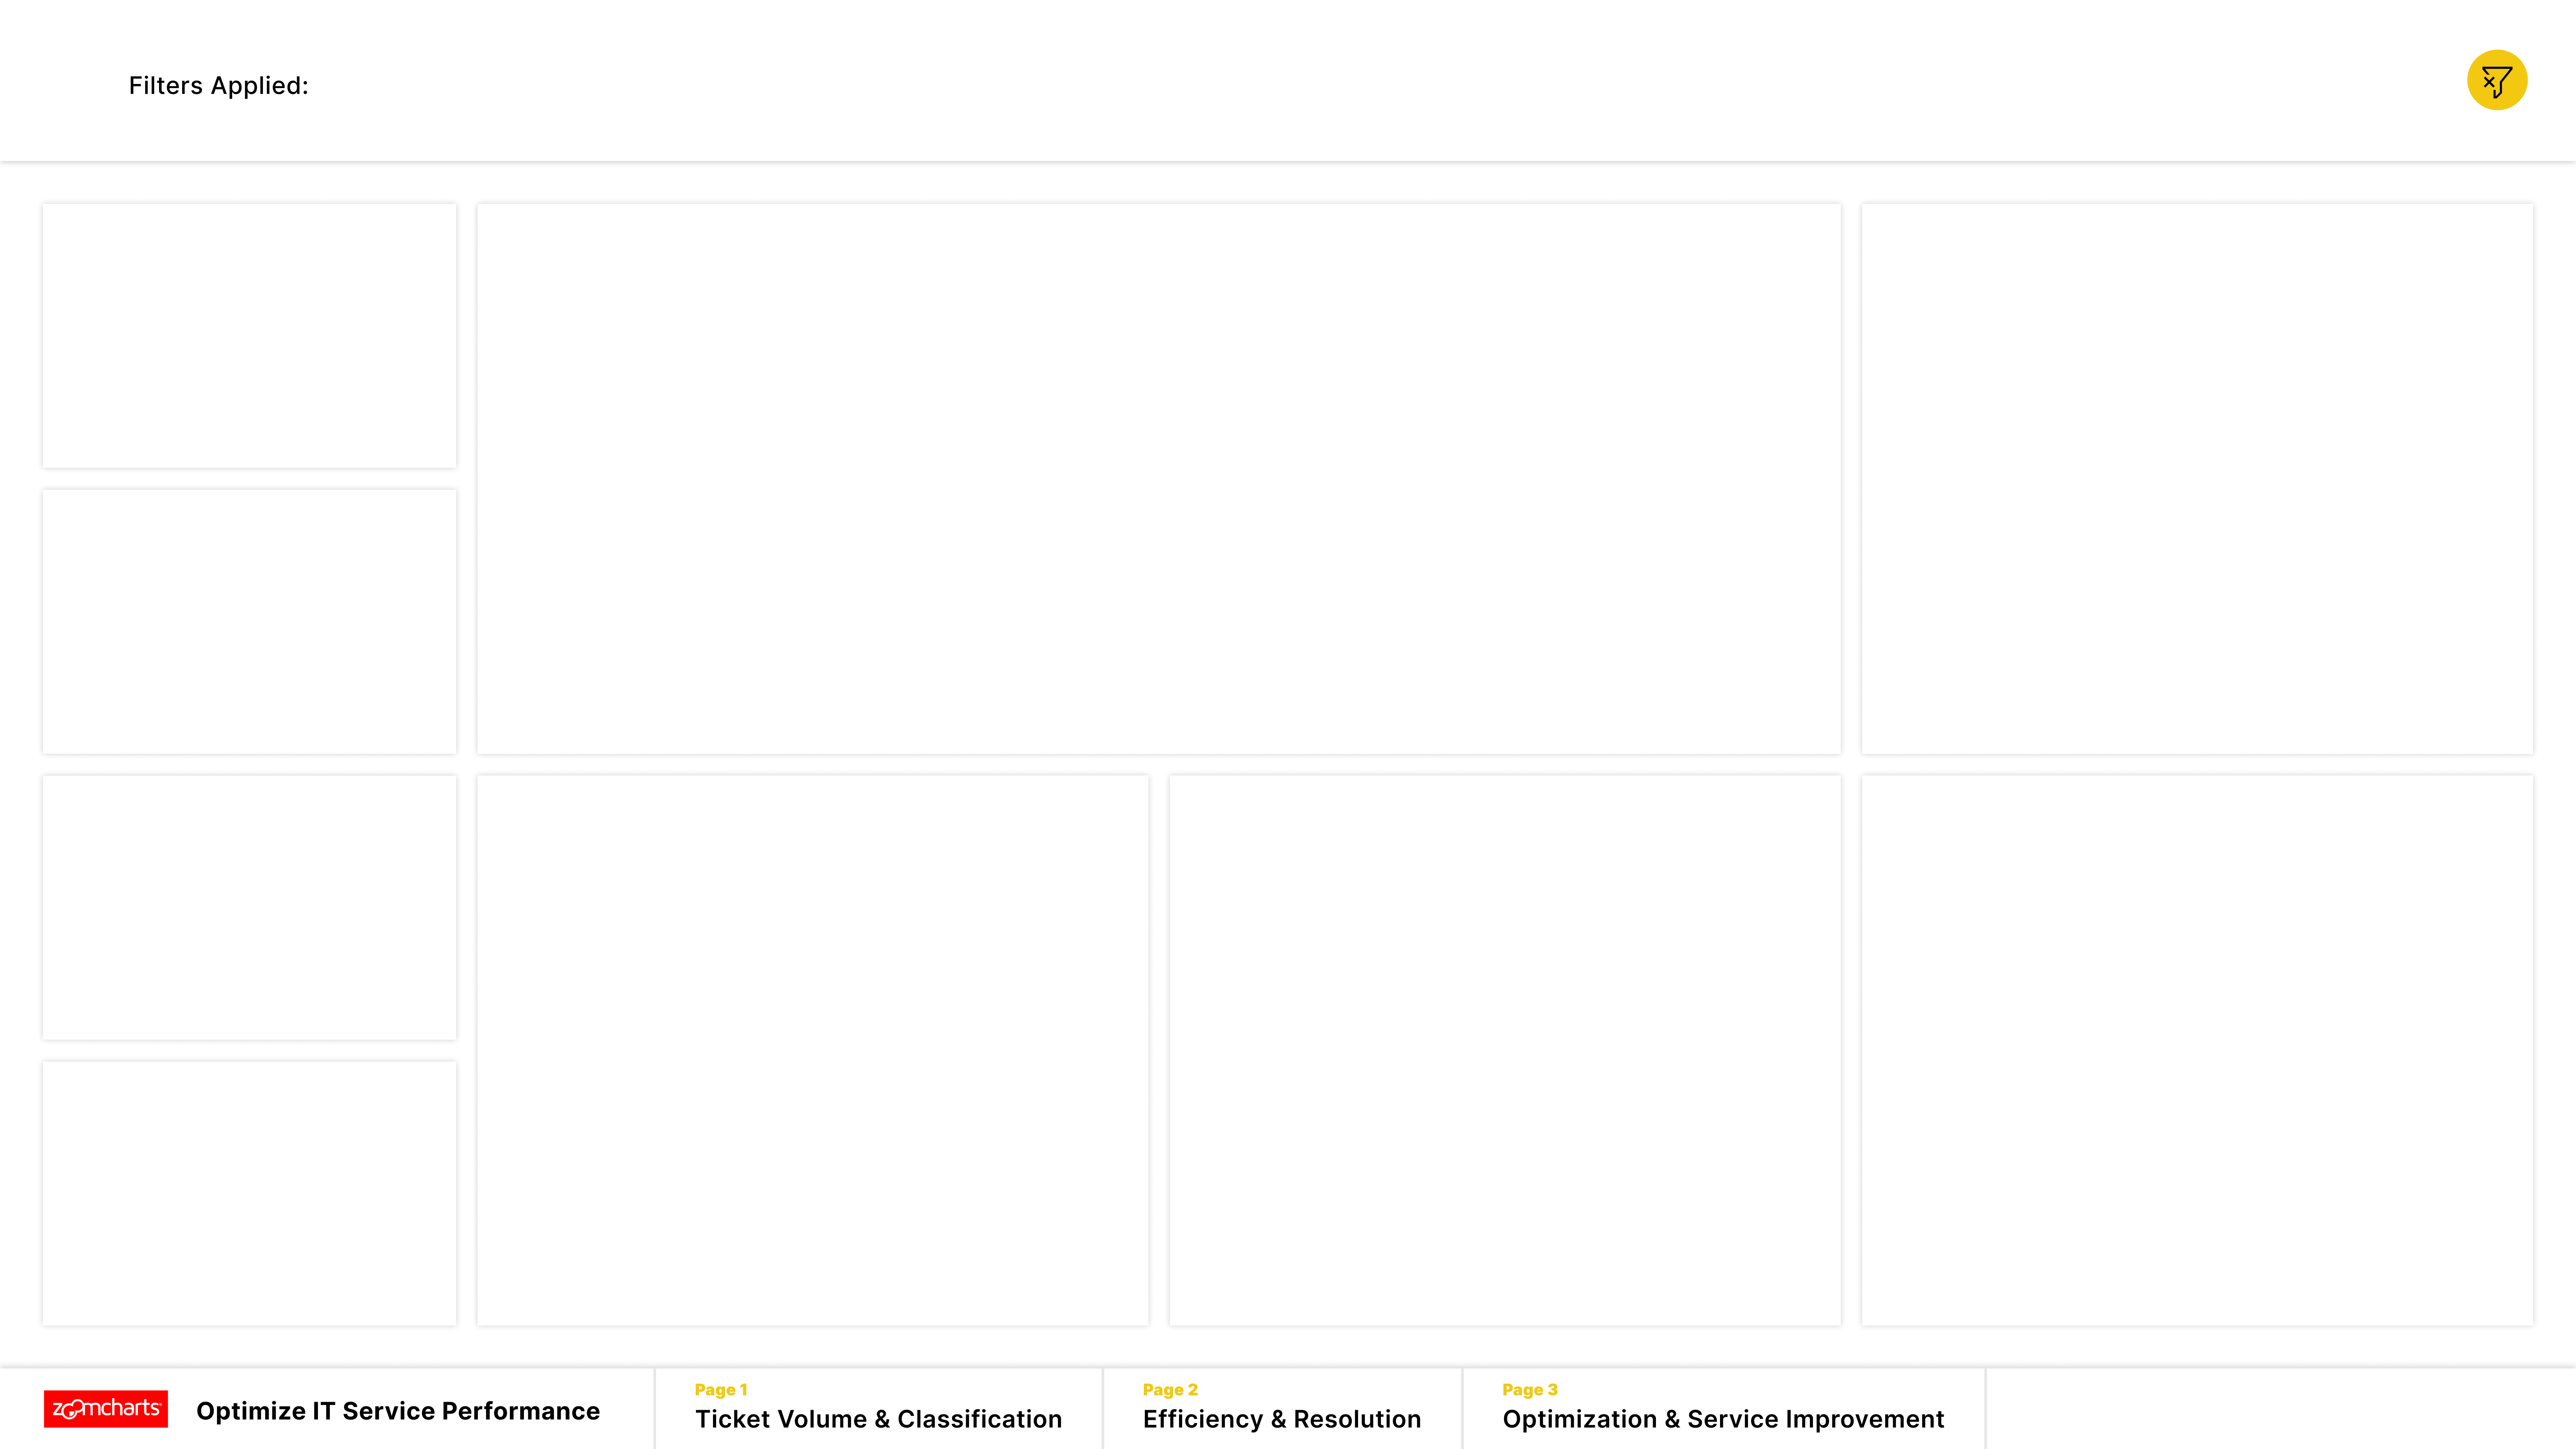 Filters Applied:
zoomcharts
Optimize IT Service Performance
Page 1
Ticket Volume & Classification
Page 2
Efficiency & Resolution
Page 3
Optimization & Service Improvement